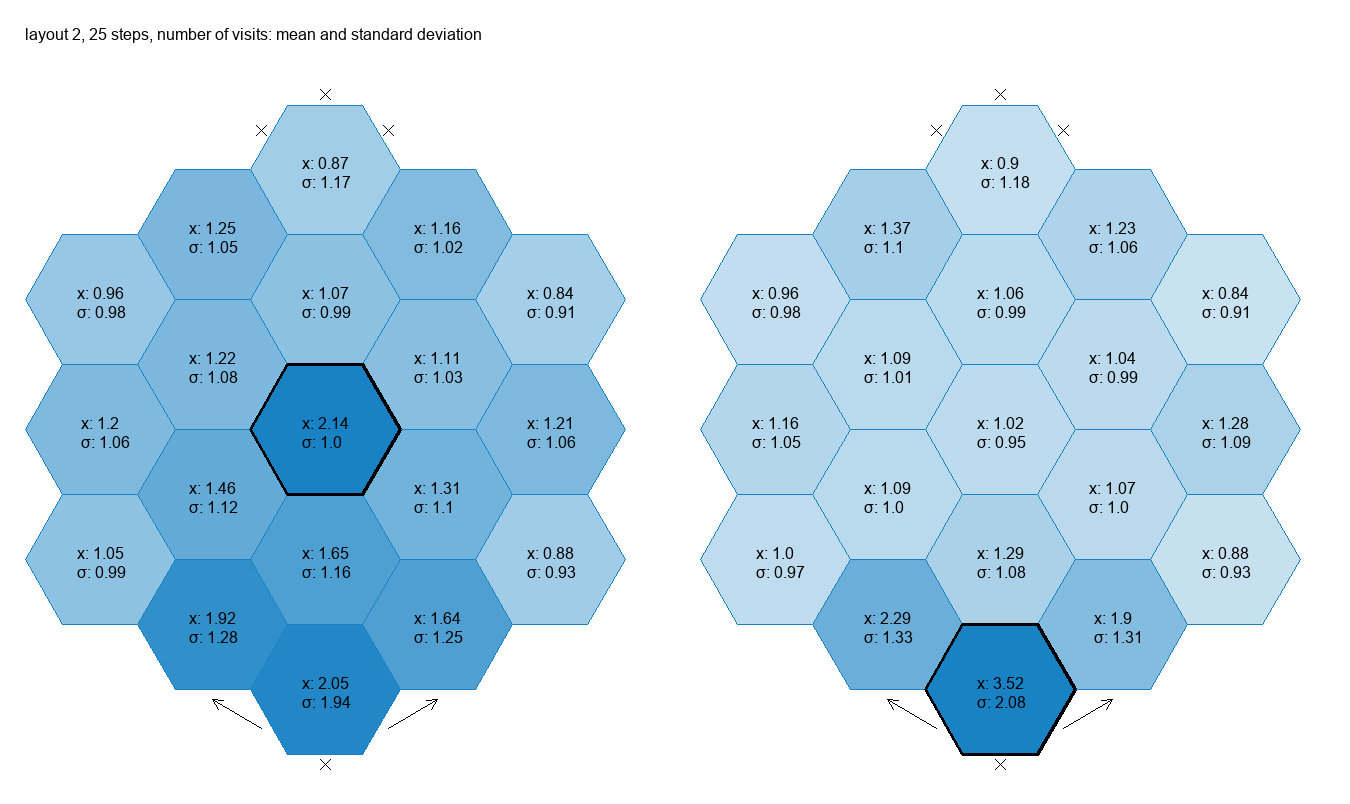 layout 2, 25 steps, number of visits: mean and standard deviation
x: 0.87
σ: 1.17
x: 1.25
σ: 1.05
x: 1.16
σ: 1.02
x: 0.96
σ: 0.98
x: 1.07
σ: 0.99
x: 0.84
σ: 0.91
x: 1.22
σ: 1.08
x: 1.11
σ: 1.03
x: 1.2
σ: 1.06
x: 2.14
σ: 1.0
x: 1.21
σ: 1.06
x: 1.46
σ: 1.12
x: 1.31
σ: 1.1
x: 1.05
σ: 0.99
x: 1.65
σ: 1.16
x: 0.88
σ: 0.93
x: 1.92
σ: 1.28
x: 1.64
σ: 1.25
x: 2.05
σ: 1.94
x: 0.9
σ: 1.18
x: 1.37
σ: 1.1
x: 1.23
σ: 1.06
x: 0.96
σ: 0.98
x: 1.06
σ: 0.99
x: 0.84
σ: 0.91
x: 1.09
σ: 1.01
x: 1.04
σ: 0.99
x: 1.16
σ: 1.05
x: 1.02
σ: 0.95
x: 1.28
σ: 1.09
x: 1.09
σ: 1.0
x: 1.07
σ: 1.0
x: 1.0
σ: 0.97
x: 1.29
σ: 1.08
x: 0.88
σ: 0.93
x: 2.29
σ: 1.33
x: 1.9
σ: 1.31
x: 3.52
σ: 2.08